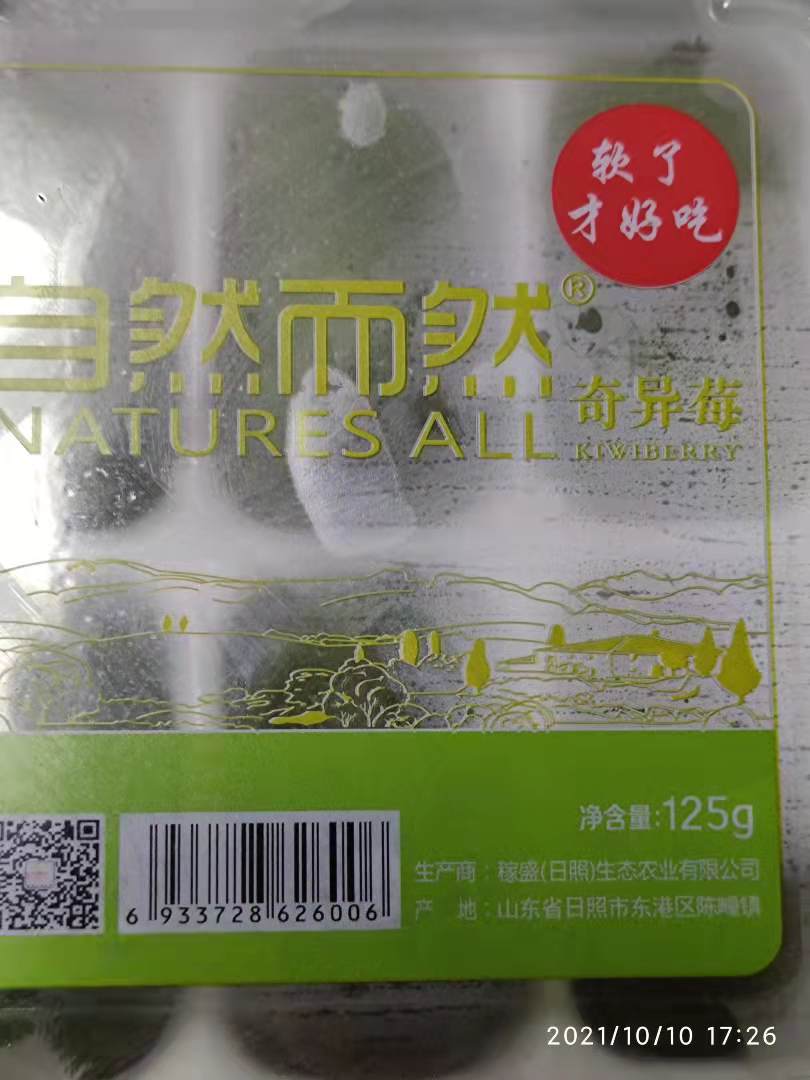 软了
才好吃
自然而然®
NATURES ALL
奇异莓
KIWIBERRY
净含量:125g
生产商:稼盛(日照)生态农业有限公司
产 地:山东省日照市东港区陈疃镇
6 933728 626006
2021/10/10 17:26